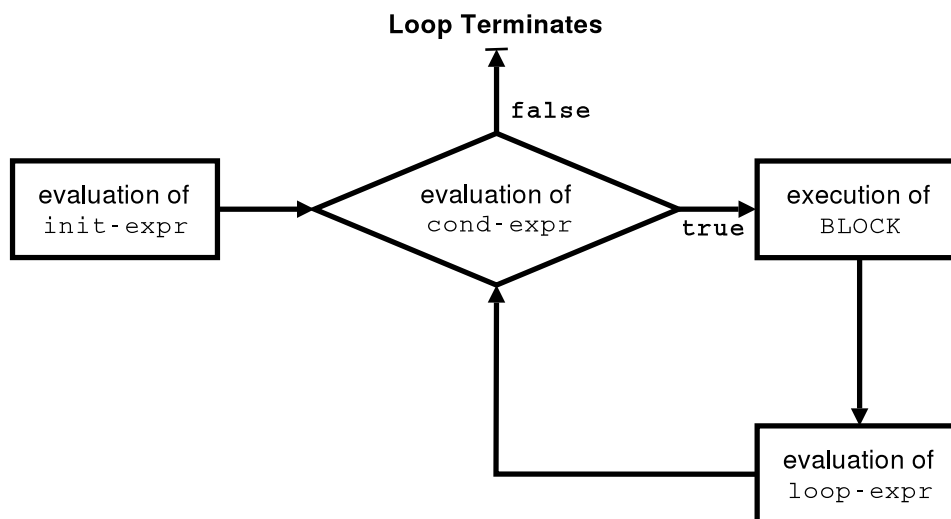 Loop Terminates
false
evaluation of
init-expr
evaluation of
cond-expr
true
execution of
BLOCK
evaluation of
loop-expr